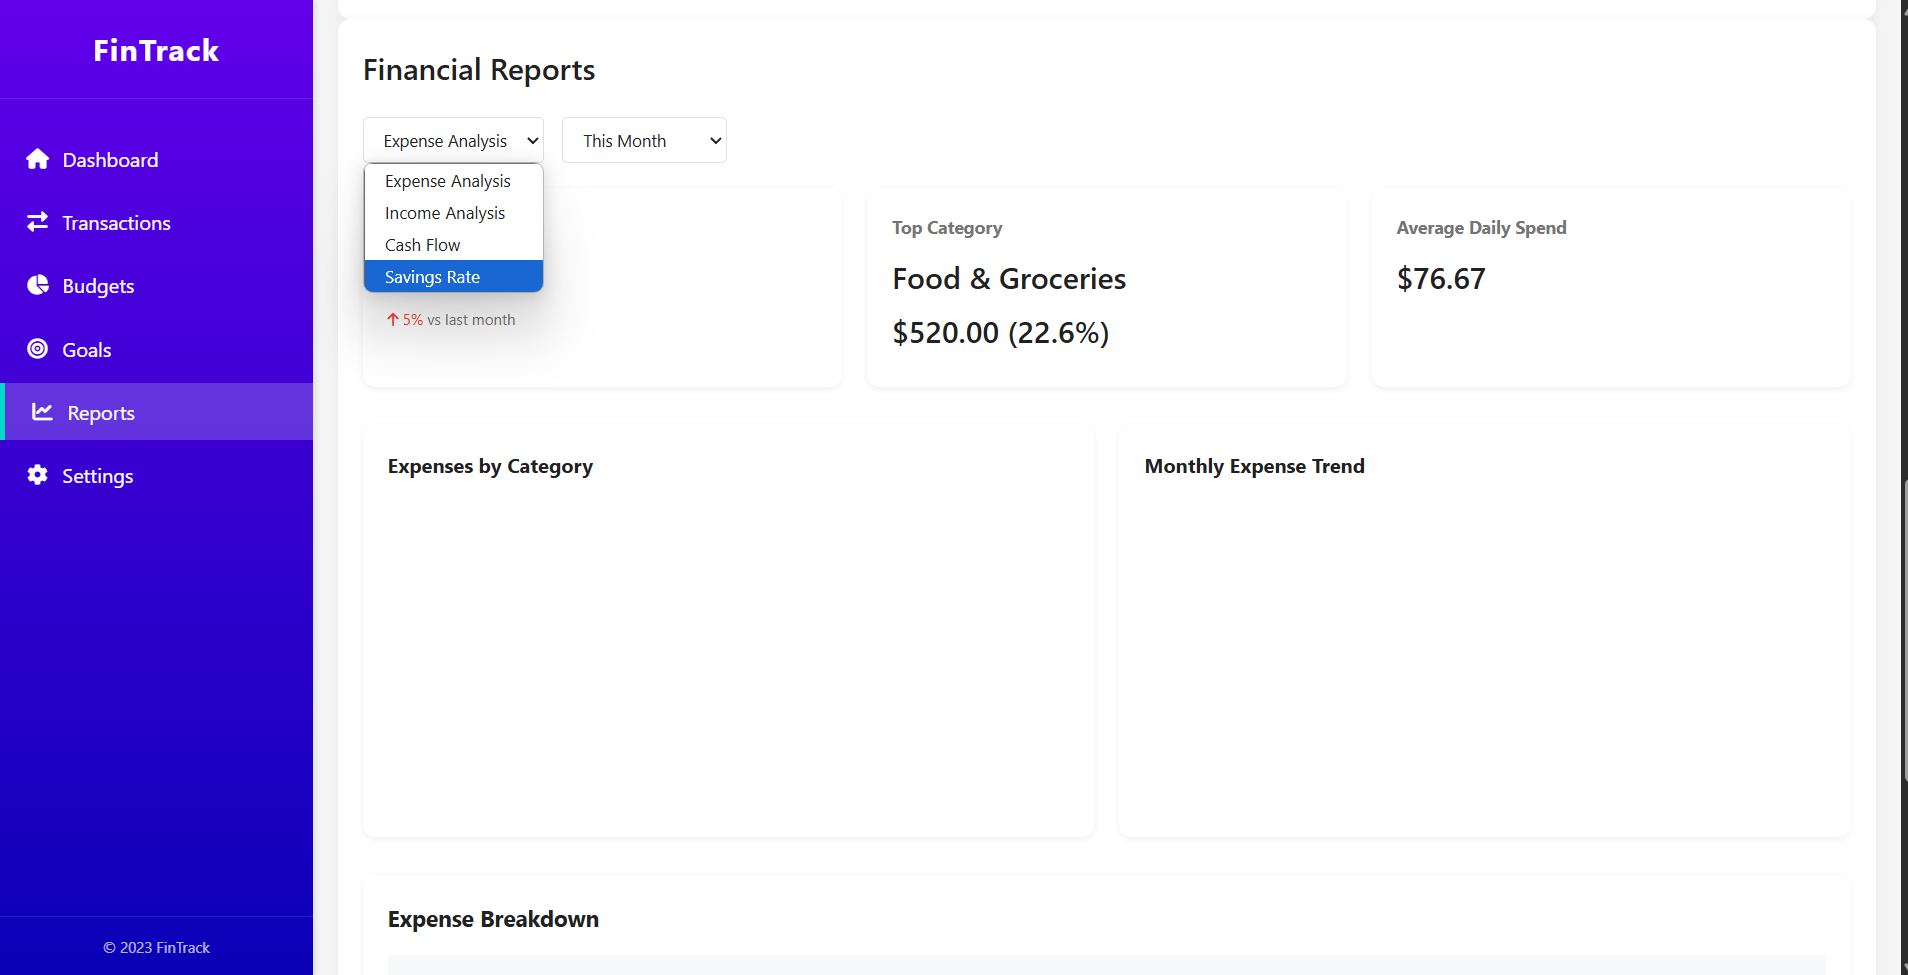 FinTrack
Dashboard
Transactions
Budgets
Goals
Reports
Settings
© 2023 FinTrack
Financial Reports
Expense Analysis
This Month
Expense Analysis
Income Analysis
Cash Flow
Savings Rate
5% vs last month
Top Category
Food & Groceries
$520.00 (22.6%)
Average Daily Spend
$76.67
Expenses by Category
Monthly Expense Trend
Expense Breakdown